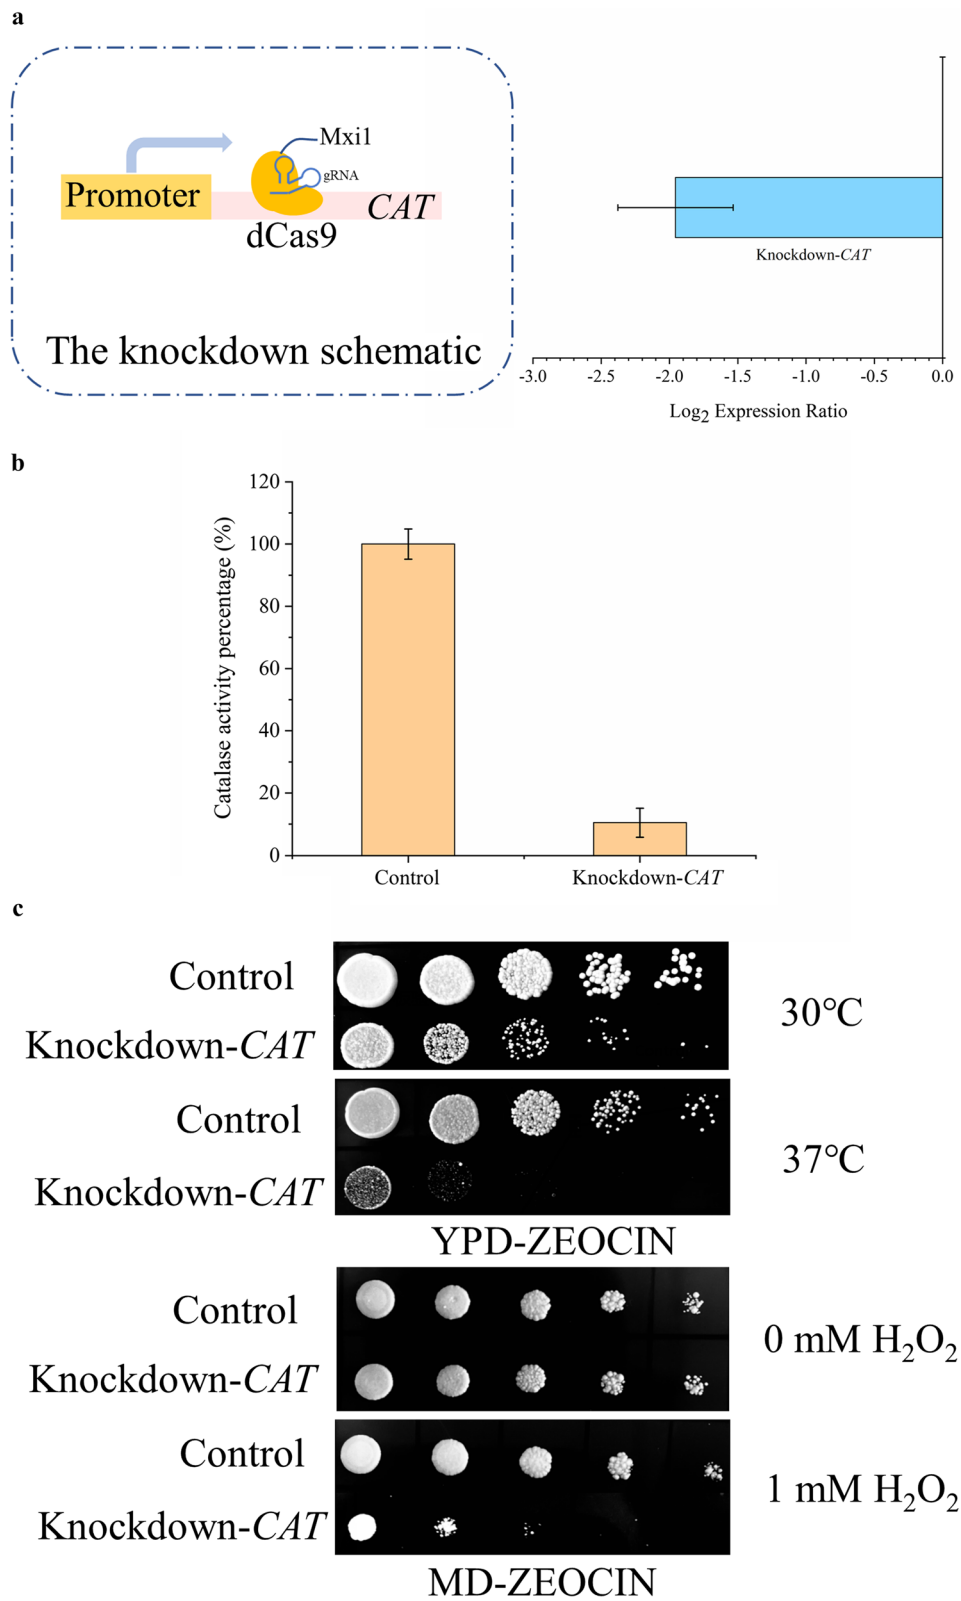 a
Mxi1
gRNA
Promoter
CAT
dCas9
The knockdown schematic
Knockdown-CAT
-3.0 -2.5 -2.0 -1.5 -1.0 -0.5 0.0
Log2 Expression Ratio
b
120
100
80
60
40
20
0
Catalase activity percentage (%)
Control Knockdown-CAT
c
Control
Knockdown-CAT
30°C
Control
Knockdown-CAT
37°C
YPD-ZEOCIN
Control
Knockdown-CAT
0 mM H2O2
Control
Knockdown-CAT
1 mM H2O2
MD-ZEOCIN